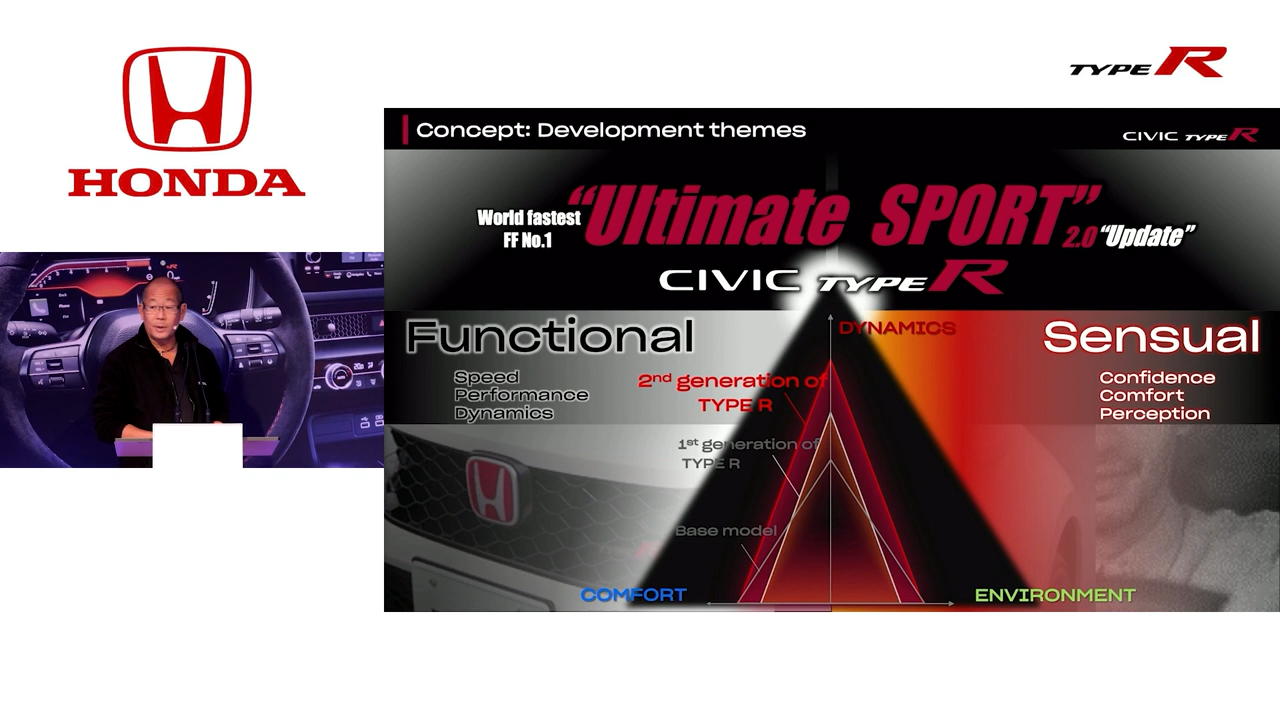 HONDA
TYPE R
Concept: Development themes
CIVIC TYPE R
World fastest
FF No.1
“Ultimate SPORT”
2.0 “Update”
CIVIC TYPE R
Functional
Speed
Performance
Dynamics
DYNAMICS
Sensual
Confidence
Comfort
Perception
2nd generation of
TYPE R
1st generation of
TYPE R
Base model
COMFORT
ENVIRONMENT